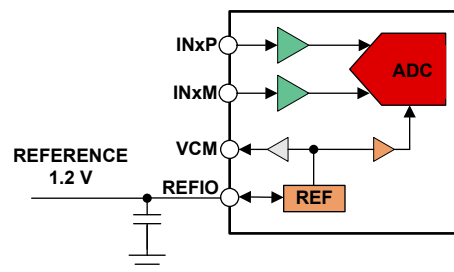 INxP
INxM
ADC
VCM
REFERENCE
1.2 V
REFIO
REF